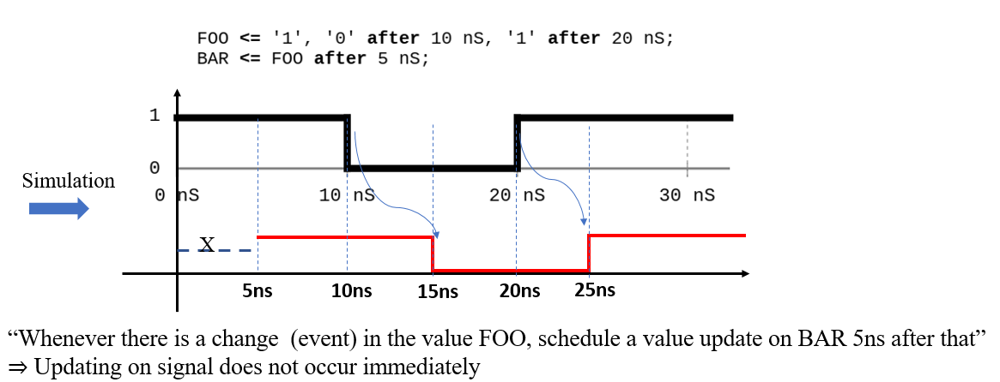 FOO <= '1', '0' after 10 nS, '1' after 20 nS;
BAR <= FOO after 5 nS;
1
0
Simulation
0 nS 10 nS 20 nS 30 nS
X
5ns 10ns 15ns 20ns 25ns
“Whenever there is a change (event) in the value FOO, schedule a value update on BAR 5ns after that”
⇒ Updating on signal does not occur immediately